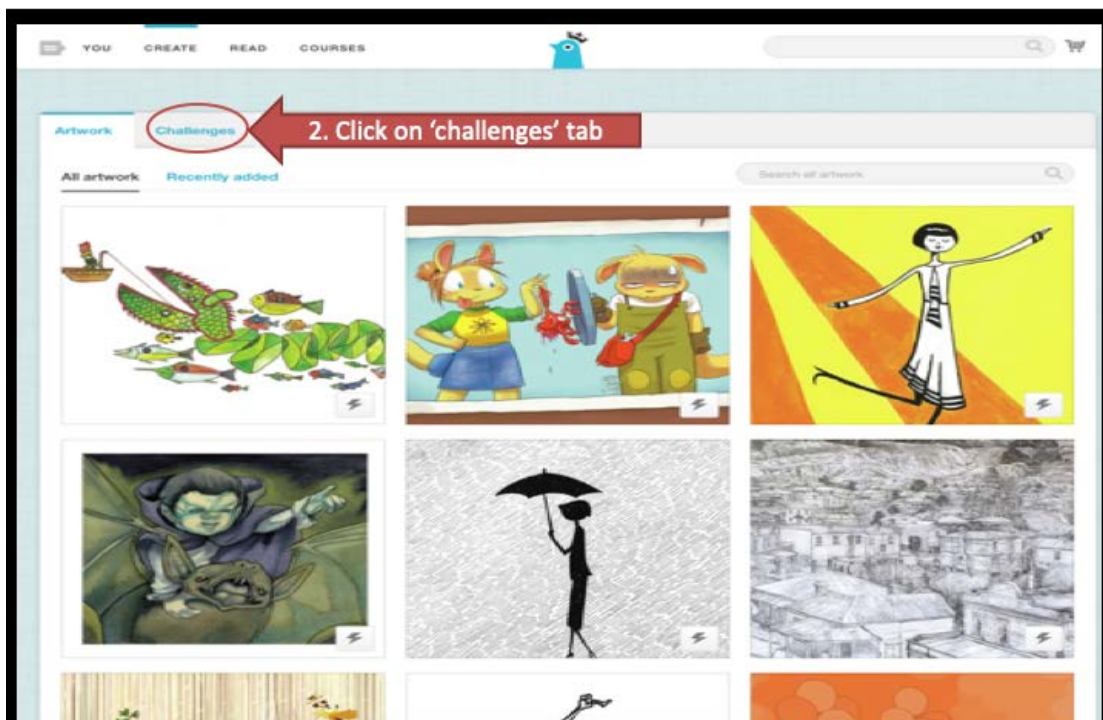 YOU CREATE READ COURSES
Artwork Challenges 2. Click on ‘challenges’ tab
All artwork Recently added Search all artwork